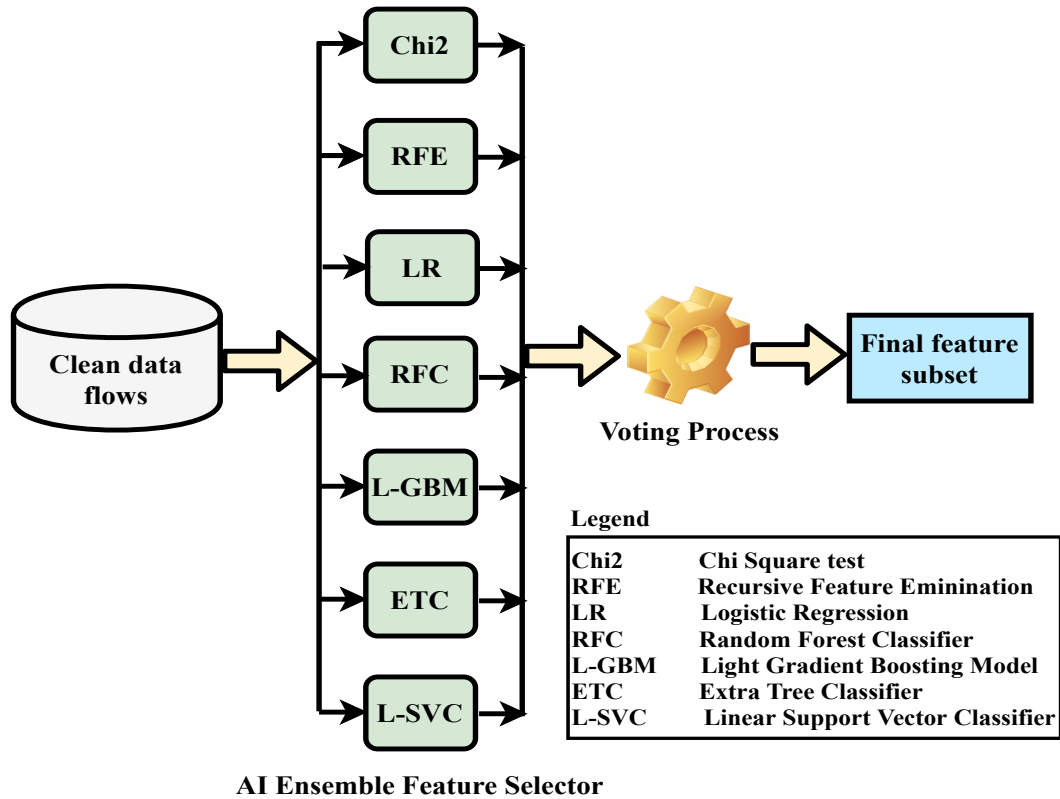 Clean data
flows
Chi2
RFE
LR
RFC
L-GBM
ETC
L-SVC
AI Ensemble Feature Selector
Voting Process
Final feature
subset
Legend
Chi2 Chi Square test
RFE Recursive Feature Eminination
LR Logistic Regression
RFC Random Forest Classifier
L-GBM Light Gradient Boosting Model
ETC Extra Tree Classifier
L-SVC Linear Support Vector Classifier